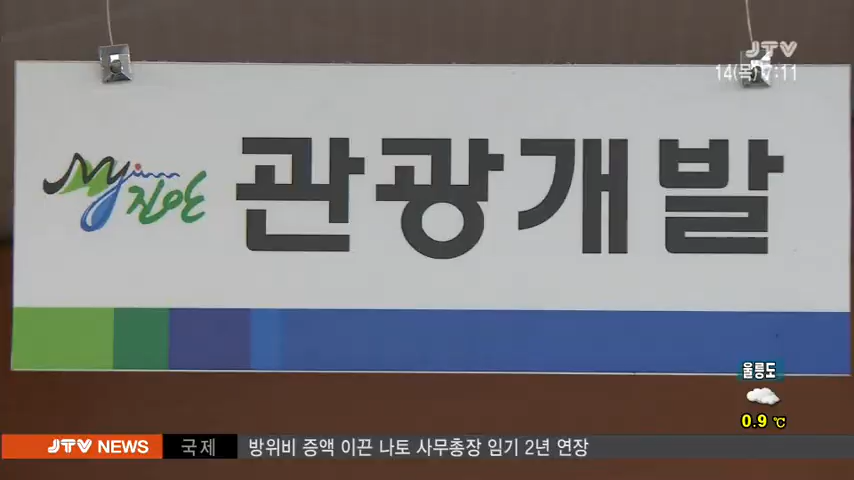 JTV
14(목) 7:11
My jinan
진안
관광개발
울릉도
0.9 ℃
JTV NEWS 국제 방위비 증액 이끈 나토 사무총장 임기 2년 연장